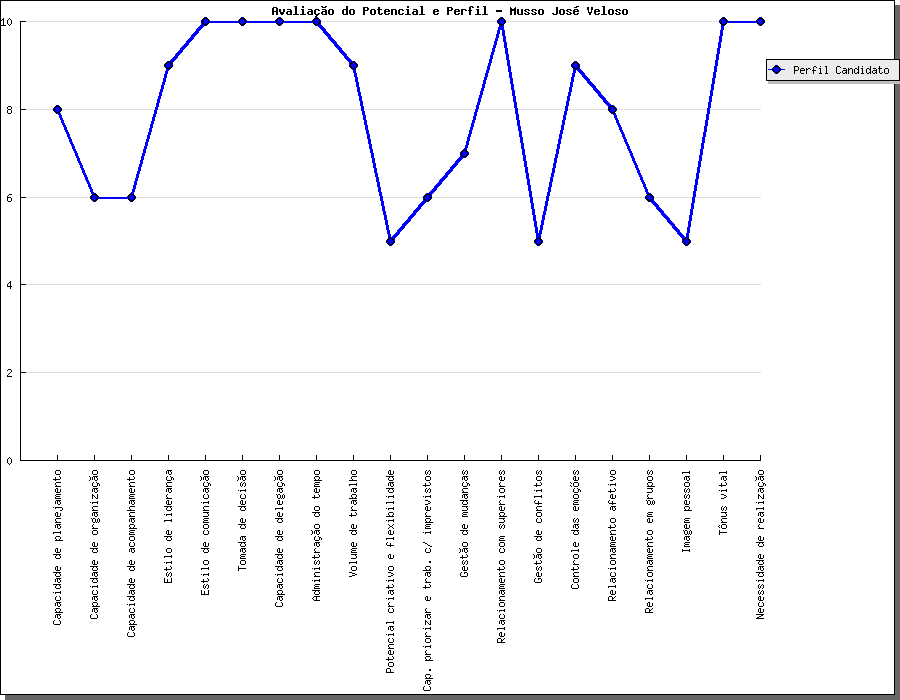 Avaliação do Potencial e Perfil - Musso José Veloso
10
8
6
4
2
0
Perfil Candidato
Capacidade de planejamento
Capacidade de organização
Capacidade de acompanhamento
Estilo de liderança
Estilo de comunicação
Tomada de decisão
Capacidade de delegação
Administração do tempo
Volume de trabalho
Potencial criativo e flexibilidade
Cap. priorizar e trab. c/ imprevistos
Gestão de mudanças
Relacionamento com superiores
Gestão de conflitos
Controle das emoções
Relacionamento afetivo
Relacionamento em grupos
Imagem pessoal
Tônus vital
Necessidade de realização